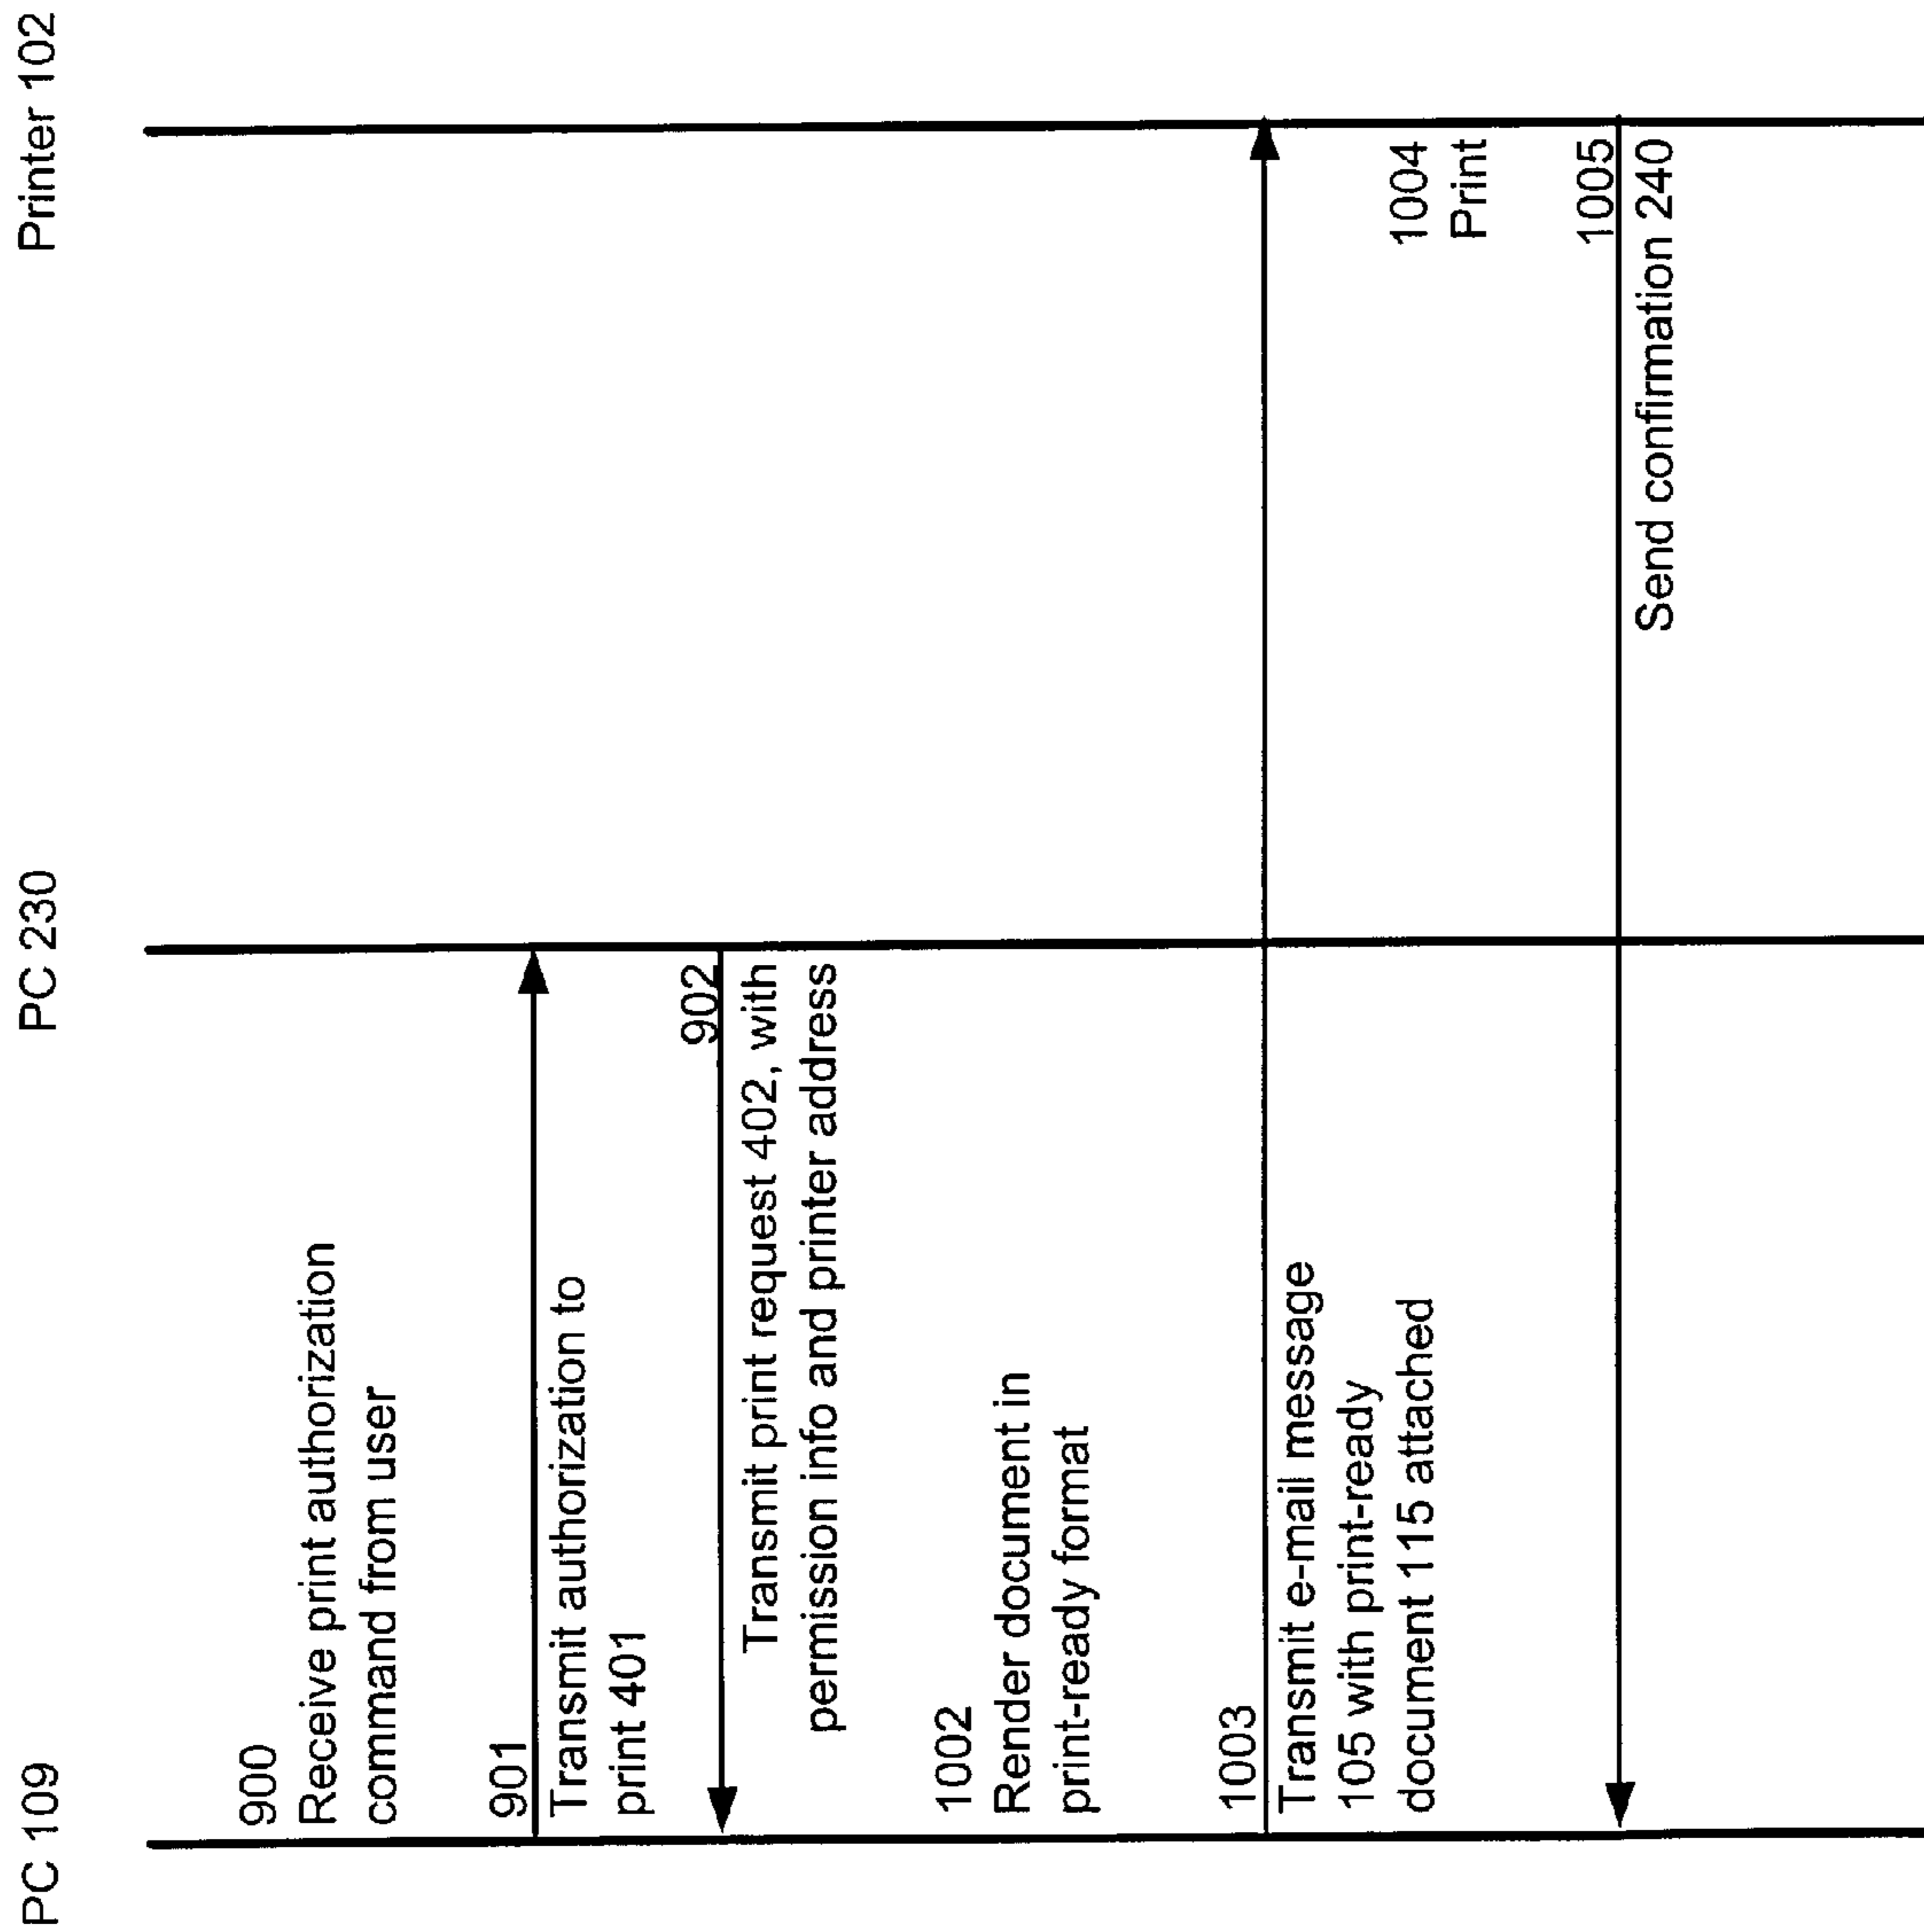 PC 109
PC 230
Printer 102
900
Receive print authorization
command from user
901
Transmit authorization to
print 401
902
Transmit print request 402, with
permission info and printer address
1002
Render document in
print-ready format
1003
Transmit e-mail message
105 with print-ready
document 115 attached
1004
Print
1005
Send confirmation 240